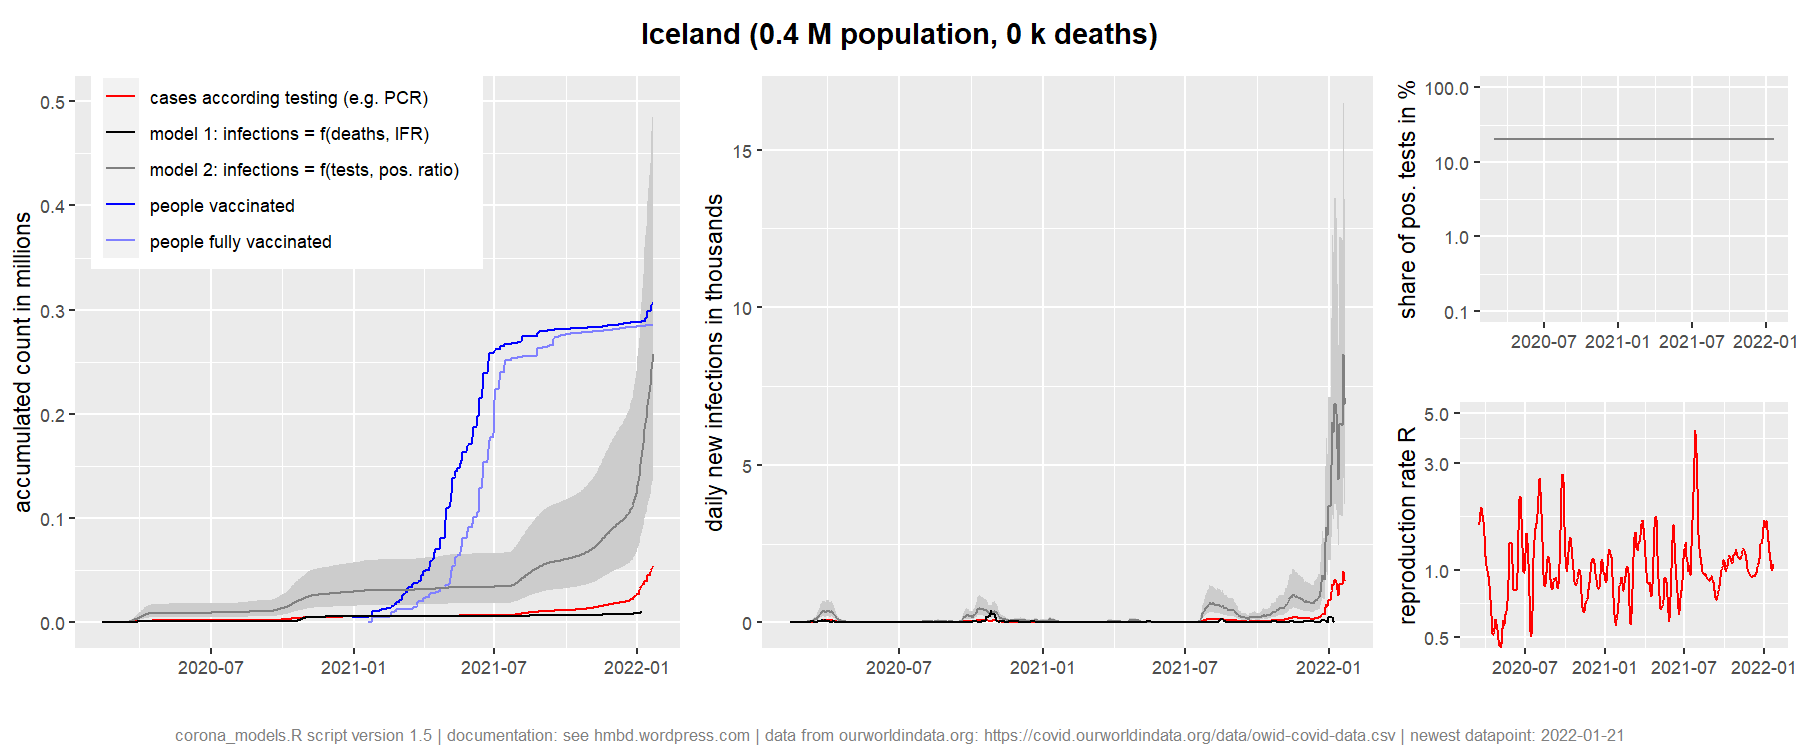 Iceland (0.4 M population, 0 k deaths)
accumulated count in millions
0.5
0.4
0.3
0.2
0.1
0.0
cases according testing (e.g. PCR)
model 1: infections = f(deaths, IFR)
model 2: infections = f(tests, pos. ratio)
people vaccinated
people fully vaccinated
2020-07 2021-01 2021-07 2022-01
daily new infections in thousands
15
10
5
0
2020-07 2021-01 2021-07 2022-01
share of pos. tests in %
100.0
10.0
1.0
0.1
2020-07 2021-01 2021-07 2022-01
reproduction rate R
5.0
3.0
1.0
0.5
2020-07 2021-01 2021-07 2022-01
corona_models.R script version 1.5 | documentation: see hmbd.wordpress.com | data from ourworldindata.org: https://covid.ourworldindata.org/data/owid-covid-data.csv | newest datapoint: 2022-01-21